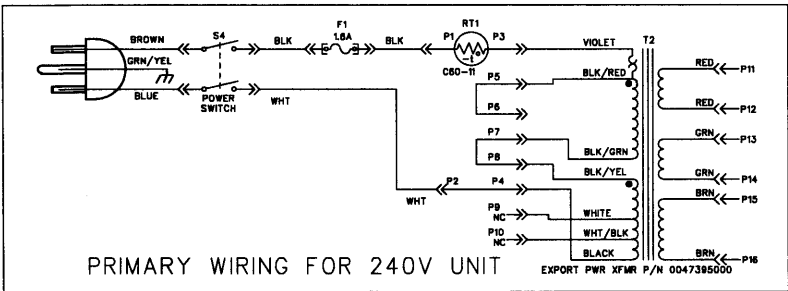 BROWN
GRN/YEL
BLUE
S4
POWER
SWITCH
BLK
WHT
F1
1.6A
BLK
RT1
P1
P3
-t°
C60-11
VIOLET
T2
BLK/RED
P5
P6
P7
BLK/GRN
P8
BLK/YEL
WHT
P2
P4
P9
NC
WHITE
P10
NC
WHT/BLK
BLACK
RED
P11
RED
P12
GRN
P13
GRN
P14
BRN
P15
BRN
P16
PRIMARY WIRING FOR 240V UNIT
EXPORT PWR XFMR P/N 0047395000